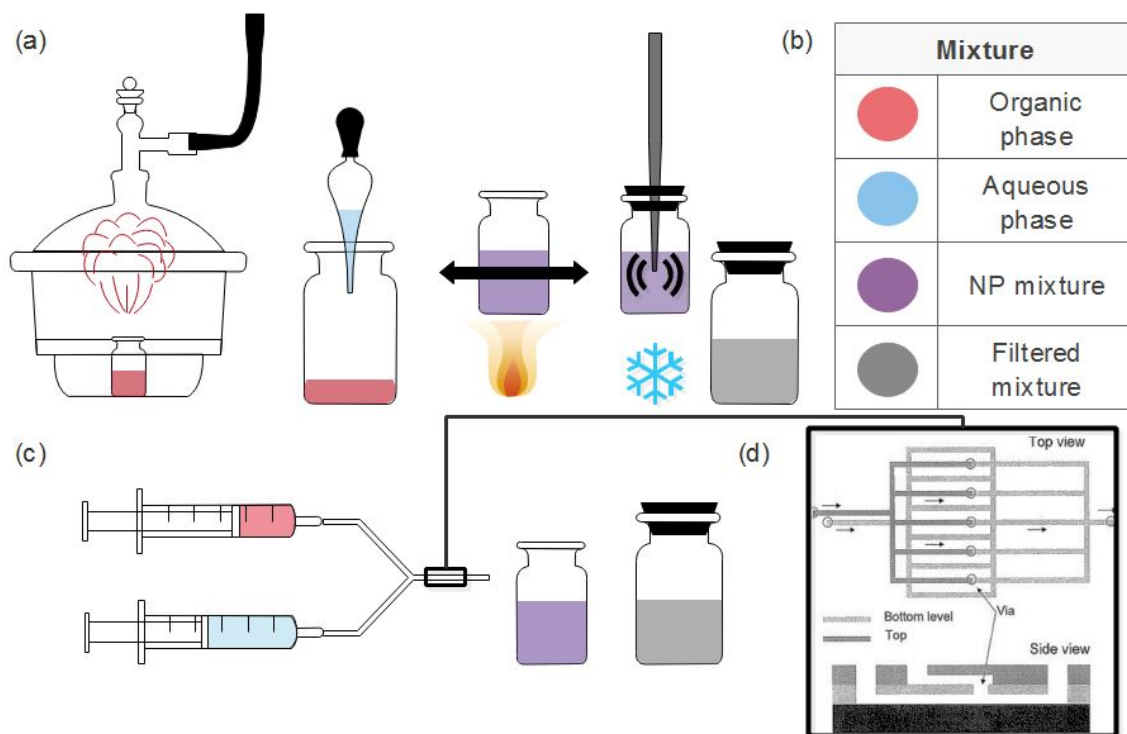 (a)
(b)
Mixture
Organic
phase
Aqueous
phase
NP mixture
Filtered
mixture
(c)
(d)
Top view
Via
Bottom level
Top
Side view